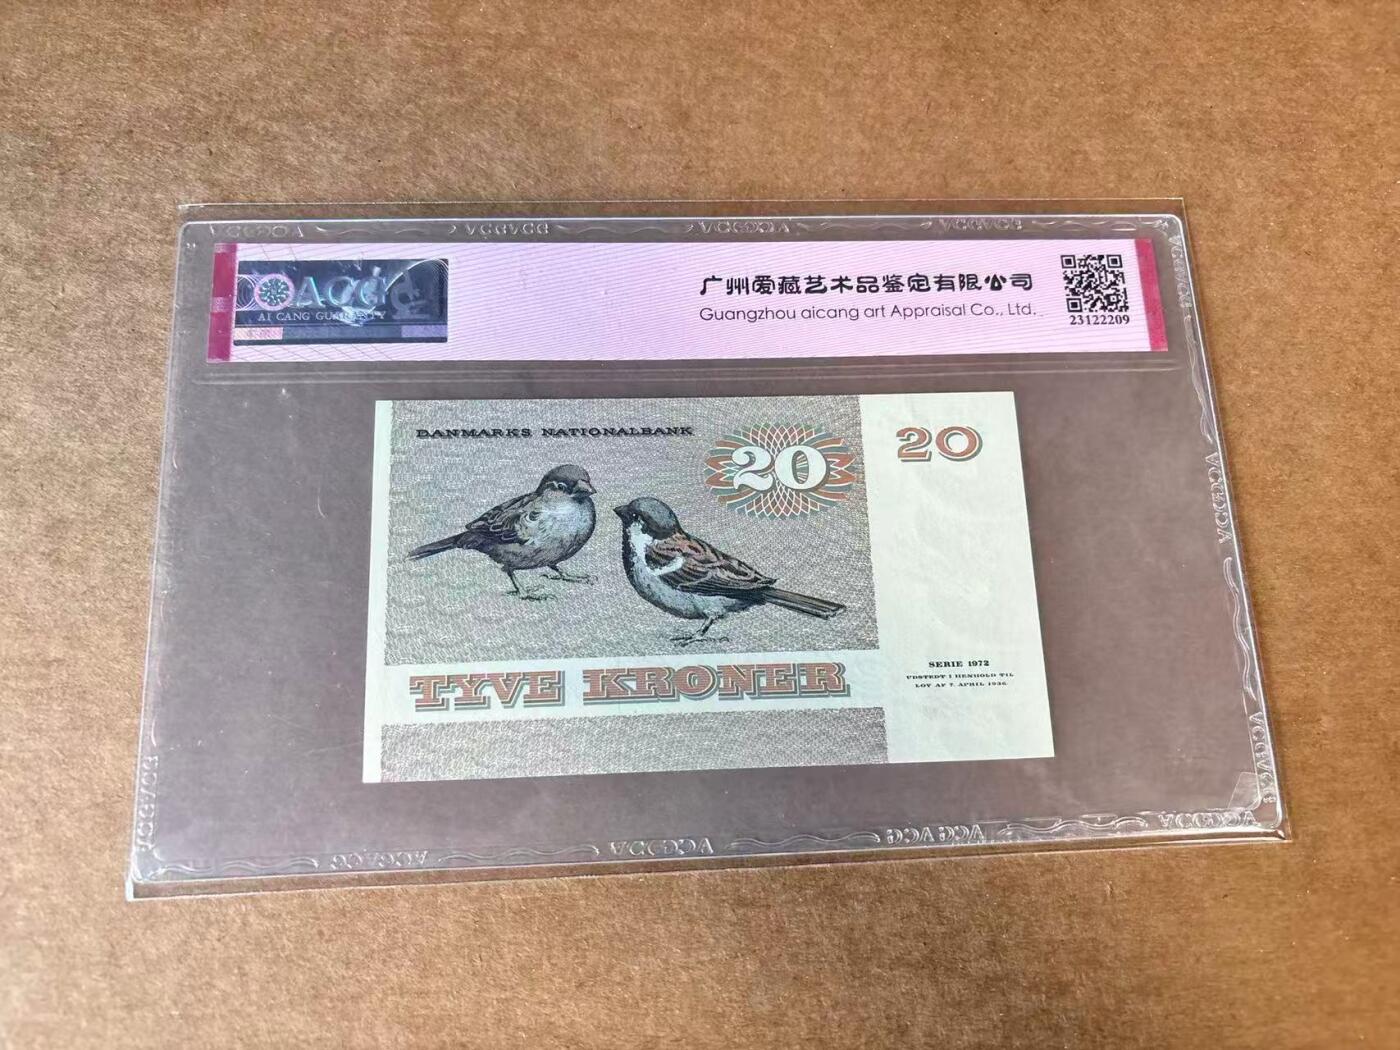 ACG
AI CANG GUARANTY
广州爱藏艺术品鉴定有限公司
Guangzhou aicang art Appraisal Co., Ltd.
23122209
DANMARKS NATIONALBANK
20
20
TYVE KRONER
SERIE 1972
UDSTEDT I HENHOLD TIL
LOV AF 7. APRIL 1936